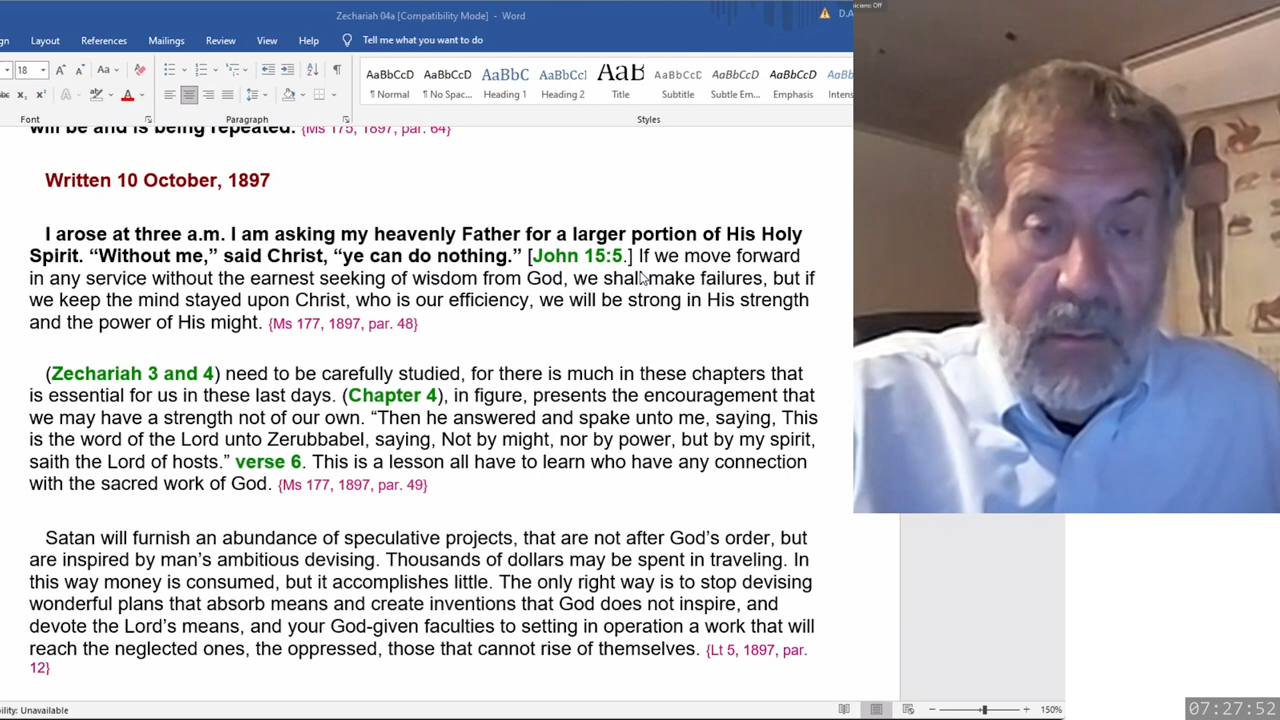 Zechariah 04a [Compatibility Mode] - Word
D.A
icians: Off
gn Layout References Mailings Review View Help Tell me what you want to do
18 Aa
abc x₂ x² A A
Font Paragraph Styles
AaBbCcD AaBbCcD AaBbC AaBbCcI AaB AaBbCcD AaBbCcD AaBbCcD AaBb
¶ Normal ¶ No Spac... Heading 1 Heading 2 Title Subtitle Subtle Em... Emphasis Intens
will be and is being repeated. {Ms 175, 1897, par. 64}
Written 10 October, 1897
I arose at three a.m. I am asking my heavenly Father for a larger portion of His Holy
Spirit. “Without me,” said Christ, “ye can do nothing.” [John 15:5.] If we move forward
in any service without the earnest seeking of wisdom from God, we shall make failures, but if
we keep the mind stayed upon Christ, who is our efficiency, we will be strong in His strength
and the power of His might. {Ms 177, 1897, par. 48}
(Zechariah 3 and 4) need to be carefully studied, for there is much in these chapters that
is essential for us in these last days. (Chapter 4), in figure, presents the encouragement that
we may have a strength not of our own. “Then he answered and spake unto me, saying, This
is the word of the Lord unto Zerubbabel, saying, Not by might, nor by power, but by my spirit,
saith the Lord of hosts.” verse 6. This is a lesson all have to learn who have any connection
with the sacred work of God. {Ms 177, 1897, par. 49}
Satan will furnish an abundance of speculative projects, that are not after God’s order, but
are inspired by man’s ambitious devising. Thousands of dollars may be spent in traveling. In
this way money is consumed, but it accomplishes little. The only right way is to stop devising
wonderful plans that absorb means and create inventions that God does not inspire, and
devote the Lord’s means, and your God-given faculties to setting in operation a work that will
reach the neglected ones, the oppressed, those that cannot rise of themselves. {Lt 5, 1897, par.
12}
bility: Unavailable
150%
07:27:52